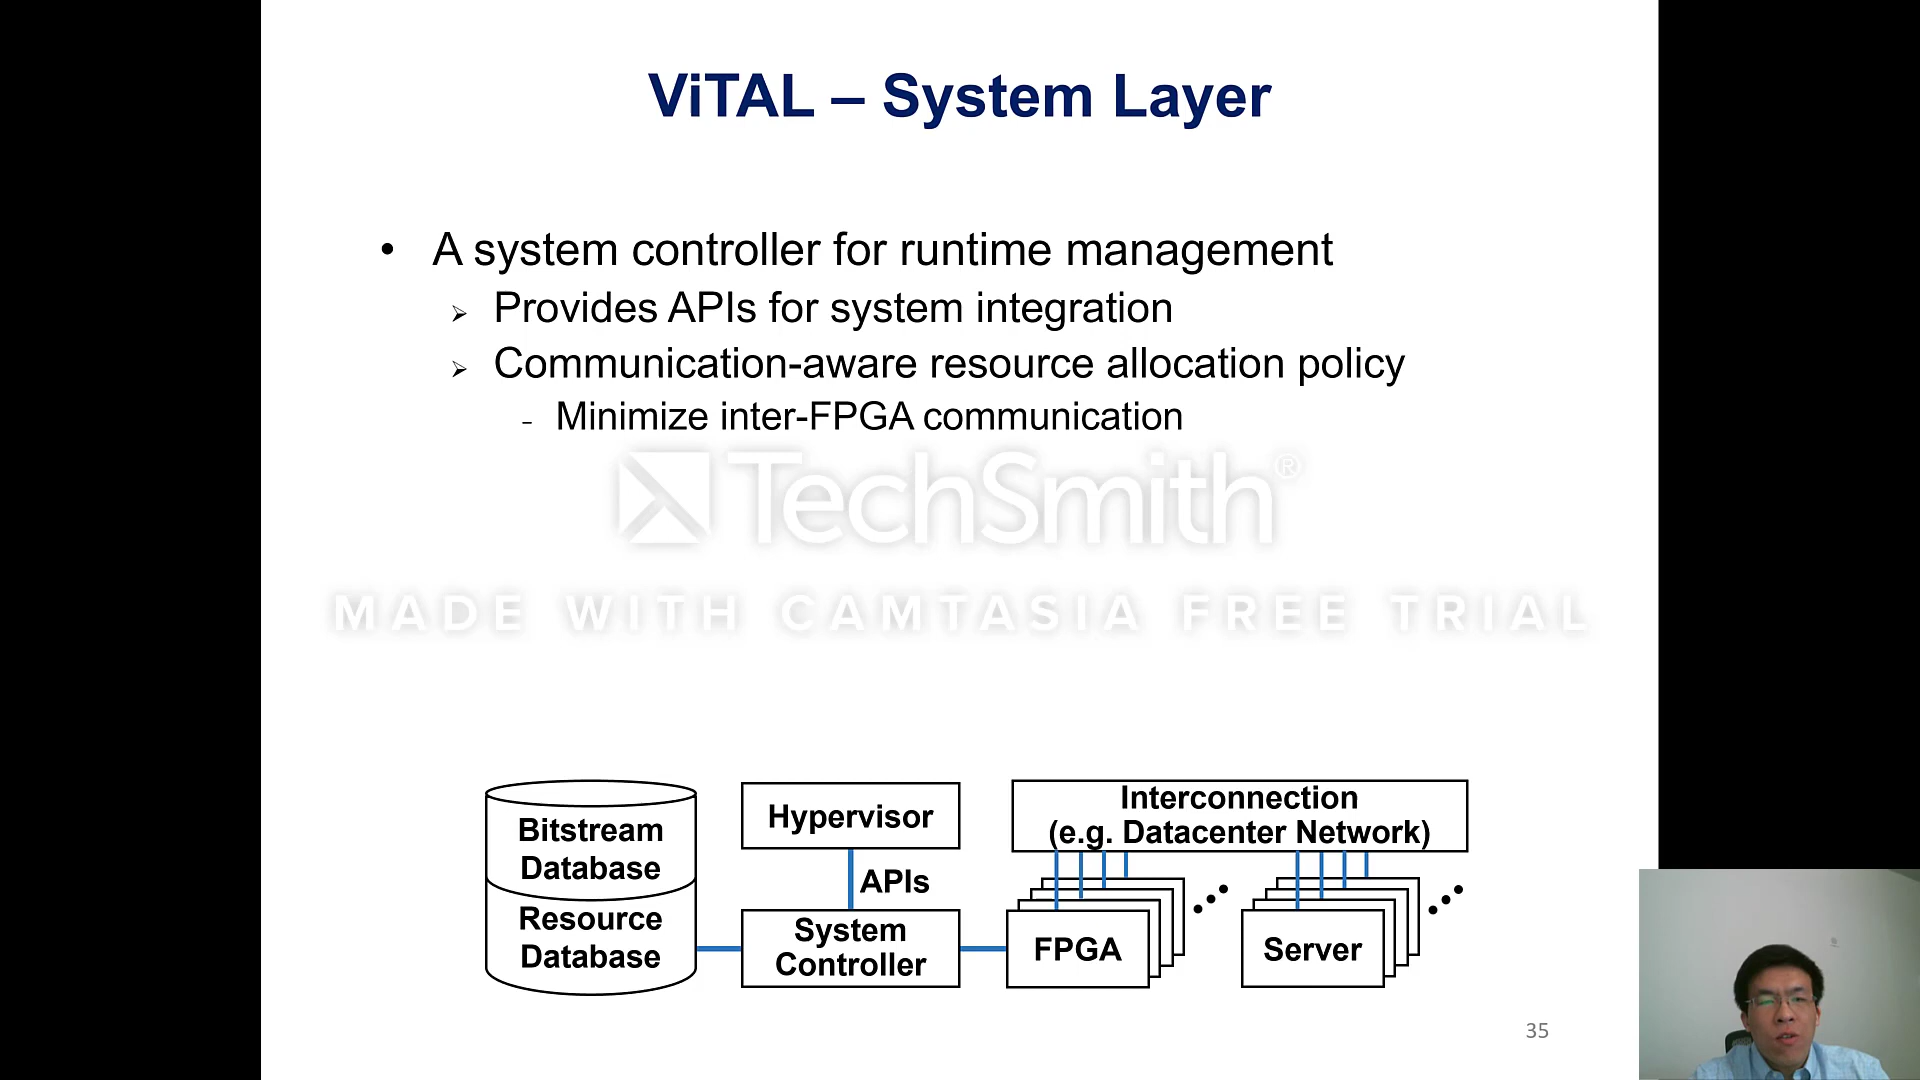 ViTAL – System Layer
• A system controller for runtime management
➢ Provides APIs for system integration
➢ Communication-aware resource allocation policy
– Minimize inter-FPGA communication
TechSmith®
MADE WITH CAMTASIA FREE TRIAL
Bitstream
Database
Resource
Database
Hypervisor
APIs
System
Controller
Interconnection
(e.g. Datacenter Network)
FPGA
Server
35